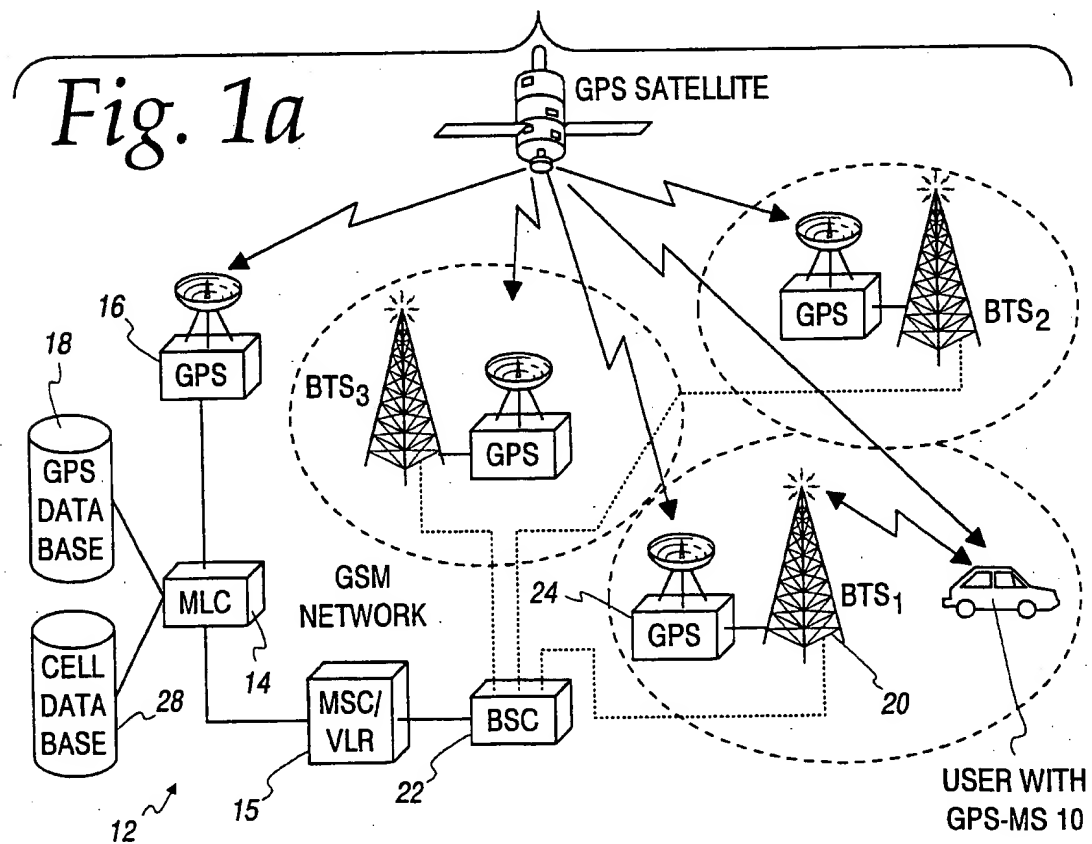 Fig. 1a
GPS SATELLITE
16
GPS
18
GPS
DATA
BASE
BTS3
GPS
GPS
BTS2
MLC
14
GSM
NETWORK
24
GPS
BTS1
20
CELL
DATA
BASE
28
MSC/
VLR
15
BSC
22
12
USER WITH
GPS-MS 10